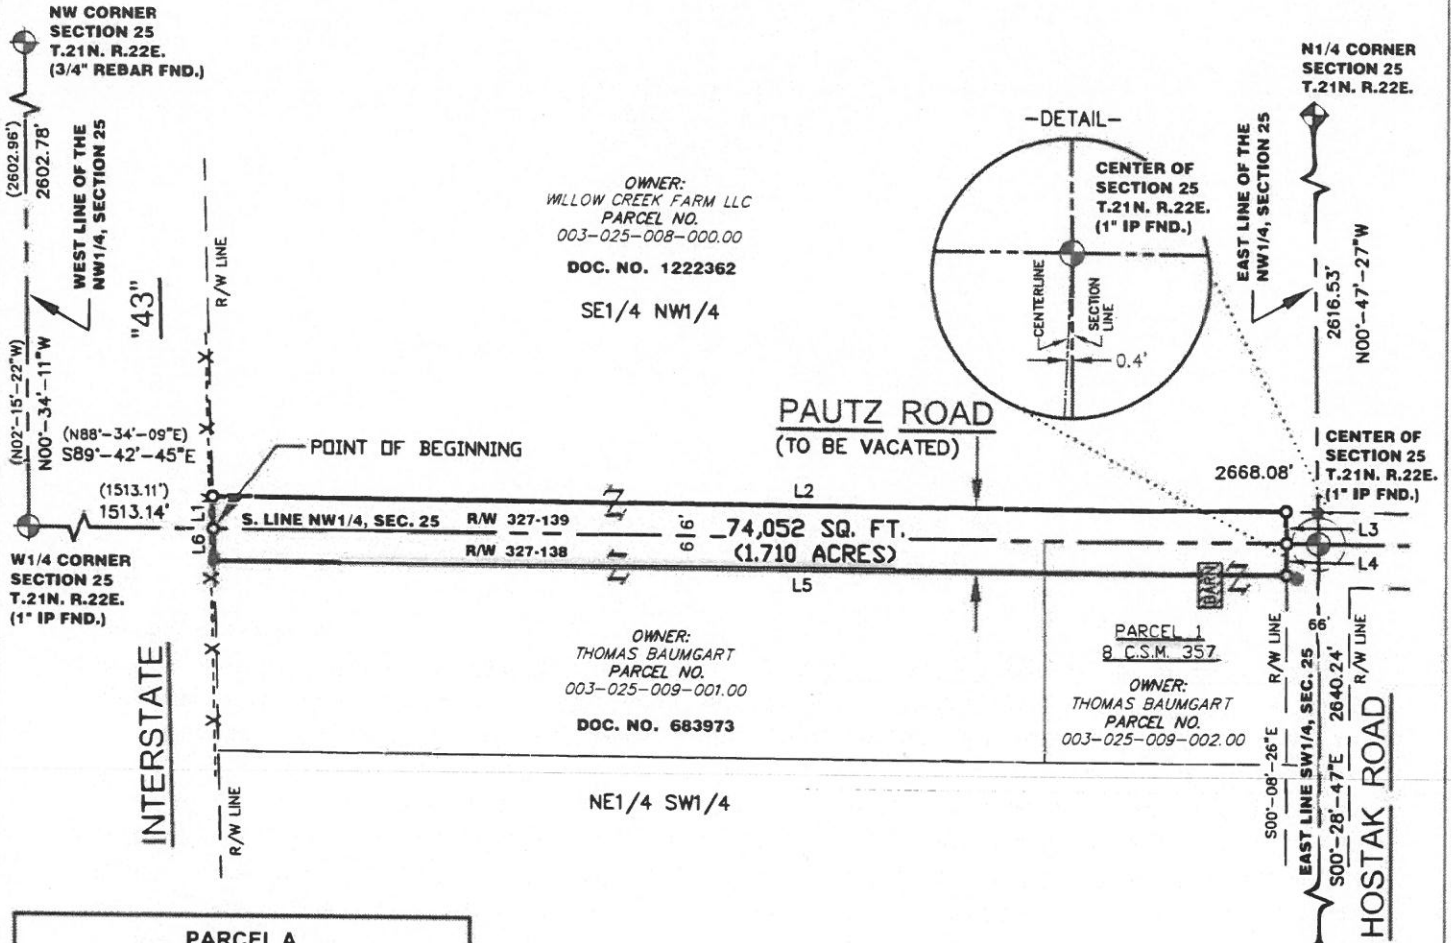 NW CORNER
SECTION 25
T.21N. R.22E.
(3/4" REBAR FND.)
(2602.96')
2602.78'
WEST LINE OF THE
NW1/4, SECTION 25
(N02°-15'-22"W)
N00°-34'-11"W
"43"
R/W LINE
OWNER:
WILLOW CREEK FARM LLC
PARCEL NO.
003-025-008-000.00
DOC. NO. 1222362
SE1/4 NW1/4
-DETAIL-
CENTER OF
SECTION 25
T.21N. R.22E.
(1" IP FND.)
CENTERLINE
SECTION
LINE
0.4'
N1/4 CORNER
SECTION 25
T.21N. R.22E.
EAST LINE OF THE
NW1/4, SECTION 25
2616.53'
N00°-47'-27"W
(N88°-34'-09"E)
S89°-42'-45"E
(1513.11')
1513.14'
POINT OF BEGINNING
PAUTZ ROAD
(TO BE VACATED)
2668.08'
CENTER OF
SECTION 25
T.21N. R.22E.
(1" IP FND.)
L1
L2
L3
L4
L5
L6
S. LINE NW1/4, SEC. 25
R/W 327-139
R/W 327-138
66'
74,052 SQ. FT.
(1.710 ACRES)
W1/4 CORNER
SECTION 25
T.21N. R.22E.
(1" IP FND.)
BARN
PARCEL 1
8 C.S.M. 357
OWNER:
THOMAS BAUMGART
PARCEL NO.
003-025-009-001.00
DOC. NO. 683973
OWNER:
THOMAS BAUMGART
PARCEL NO.
003-025-009-002.00
NE1/4 SW1/4
INTERSTATE
R/W LINE
R/W LINE
S00°-08'-26"E
66'
EAST LINE SW1/4, SEC. 25
S00°-28'-47"E 2640.24'
R/W LINE
HOSTAK ROAD
PARCEL A